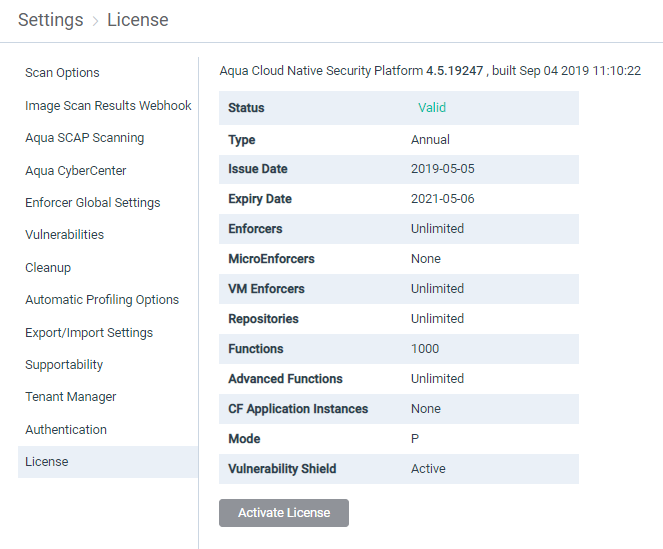 Settings > License
Scan Options
Image Scan Results Webhook
Aqua SCAP Scanning
Aqua CyberCenter
Enforcer Global Settings
Vulnerabilities
Cleanup
Automatic Profiling Options
Export/Import Settings
Supportability
Tenant Manager
Authentication
License
Aqua Cloud Native Security Platform 4.5.19247 , built Sep 04 2019 11:10:22
Status Valid
Type Annual
Issue Date 2019-05-05
Expiry Date 2021-05-06
Enforcers Unlimited
MicroEnforcers None
VM Enforcers Unlimited
Repositories Unlimited
Functions 1000
Advanced Functions Unlimited
CF Application Instances None
Mode P
Vulnerability Shield Active
Activate License